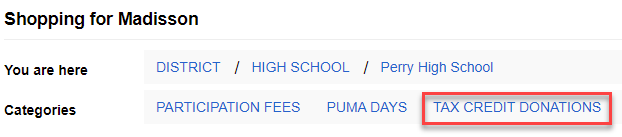 Shopping for Madisson
You are here DISTRICT / HIGH SCHOOL / Perry High School
Categories PARTICIPATION FEES PUMA DAYS TAX CREDIT DONATIONS